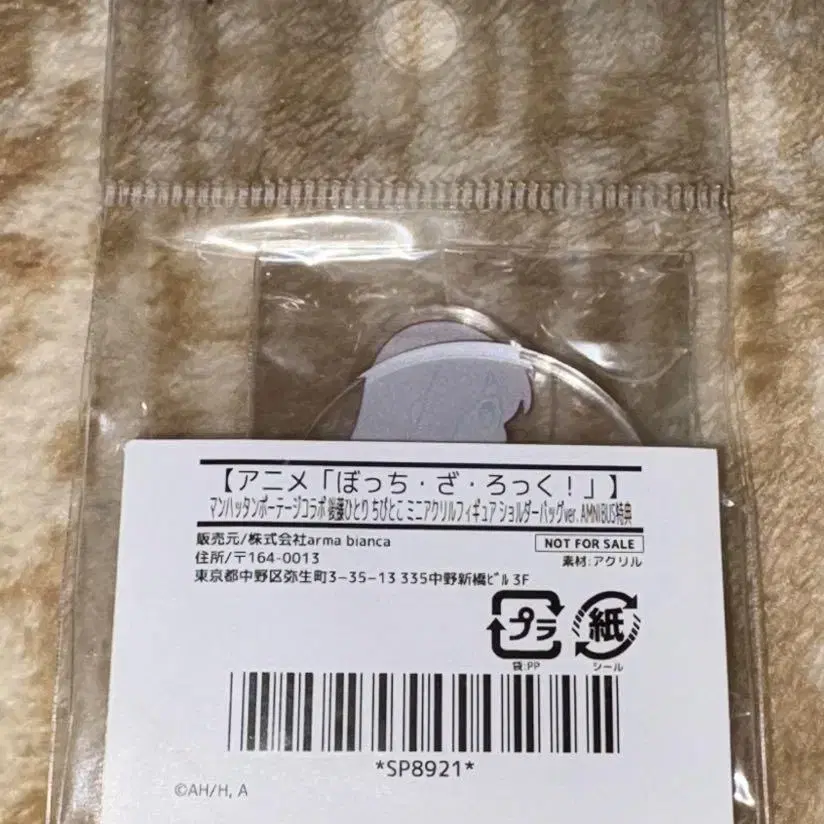 【アニメ「ぼっち・ざ・ろっく！」】
マンハッタンポーテージコラボ 後藤ひとり ちびとこ ミニアクリルフィギュア ショルダーバッグver. AMNIBUS特典
販売元/株式会社arma bianca
NOT FOR SALE
住所/〒164-0013
素材:アクリル
東京都中野区弥生町3-35-13 335中野新橋ﾋﾞﾙ 3F
プラ
紙
袋:PP
シール
*SP8921*
©AH/H, A